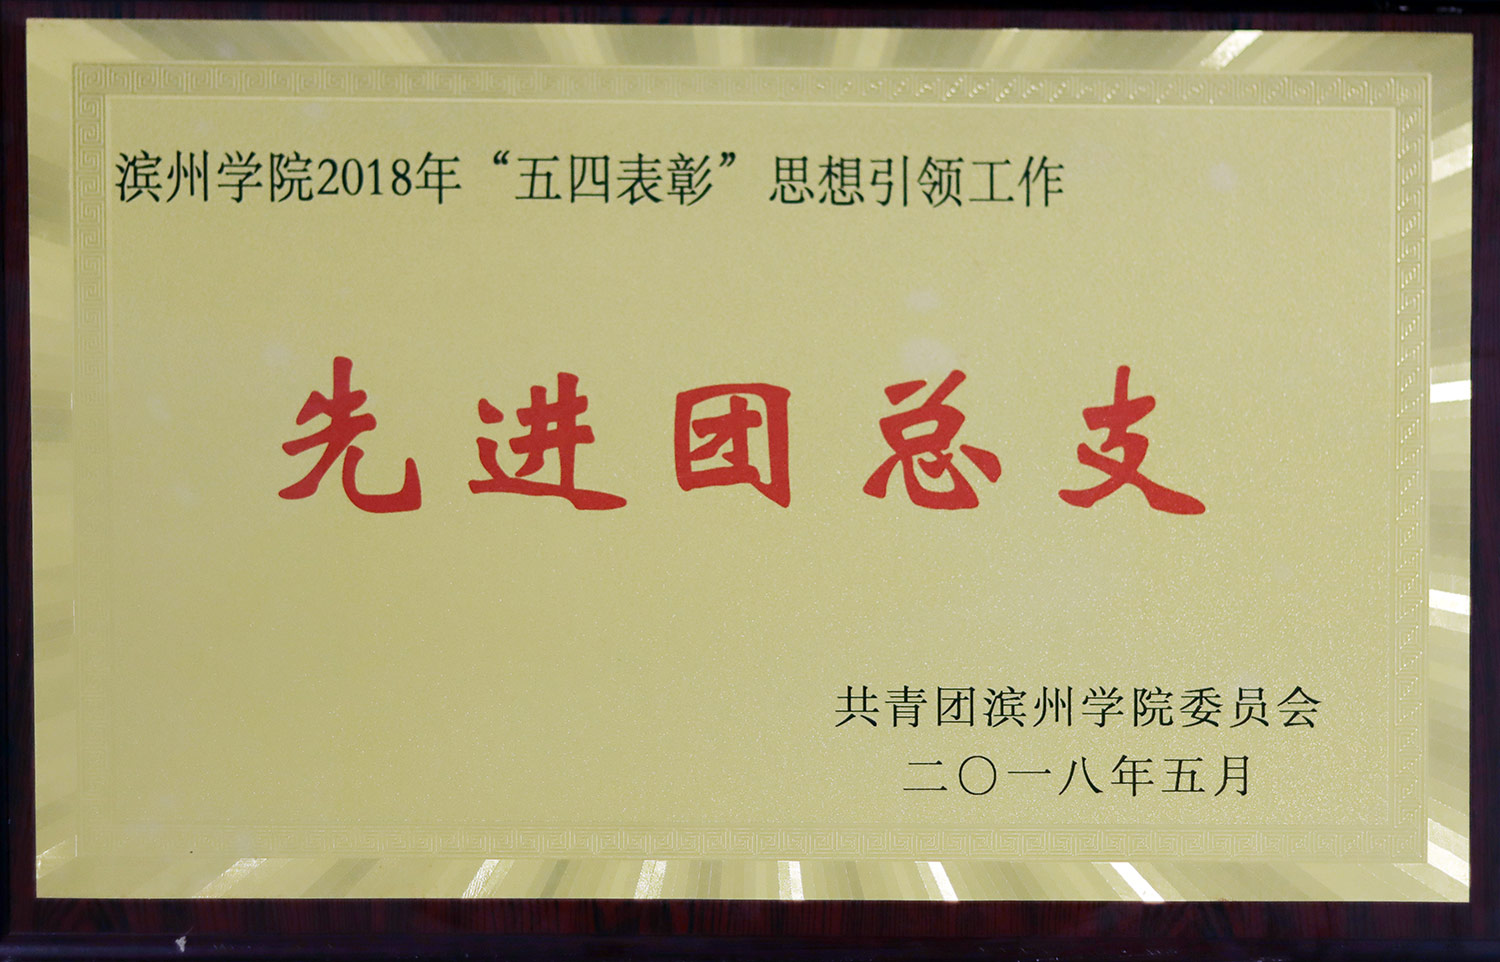 滨州学院2018年“五四表彰”思想引领工作
先进团总支
共青团滨州学院委员会
二〇一八年五月